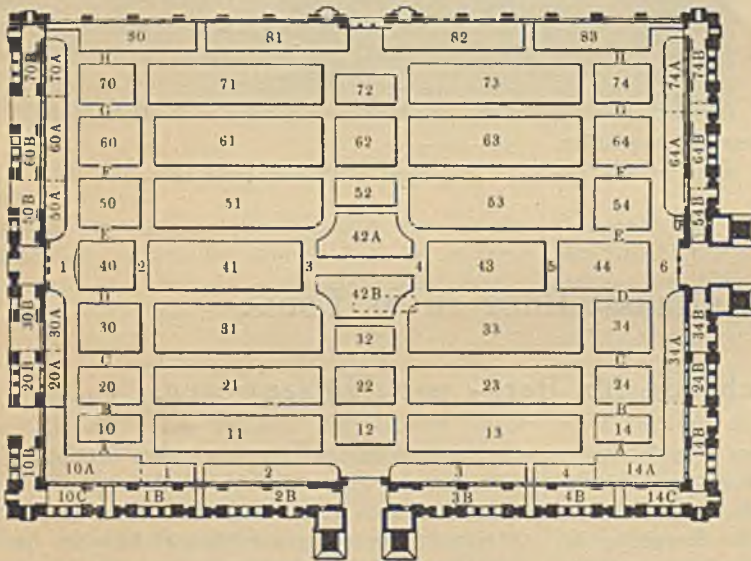 80 81 82 83
70B 70A H H 74A 74B
70 71 72 73 74
G G
60B 60A 60 61 62 63 64 64A 64B
F F
50B 50A 50 51 52 53 54 54B
E 42A E
1 40 2 41 3 4 43 5 44 6
D 42B D
30B 30A 30 31 32 33 34 34A 34B
C C
20B 20A 20 21 22 23 24 24B
B B
10B 10 11 12 13 14 14B
A A
10A 1 2 3 4 14A
10C 1B 2B 3B 4B 14C